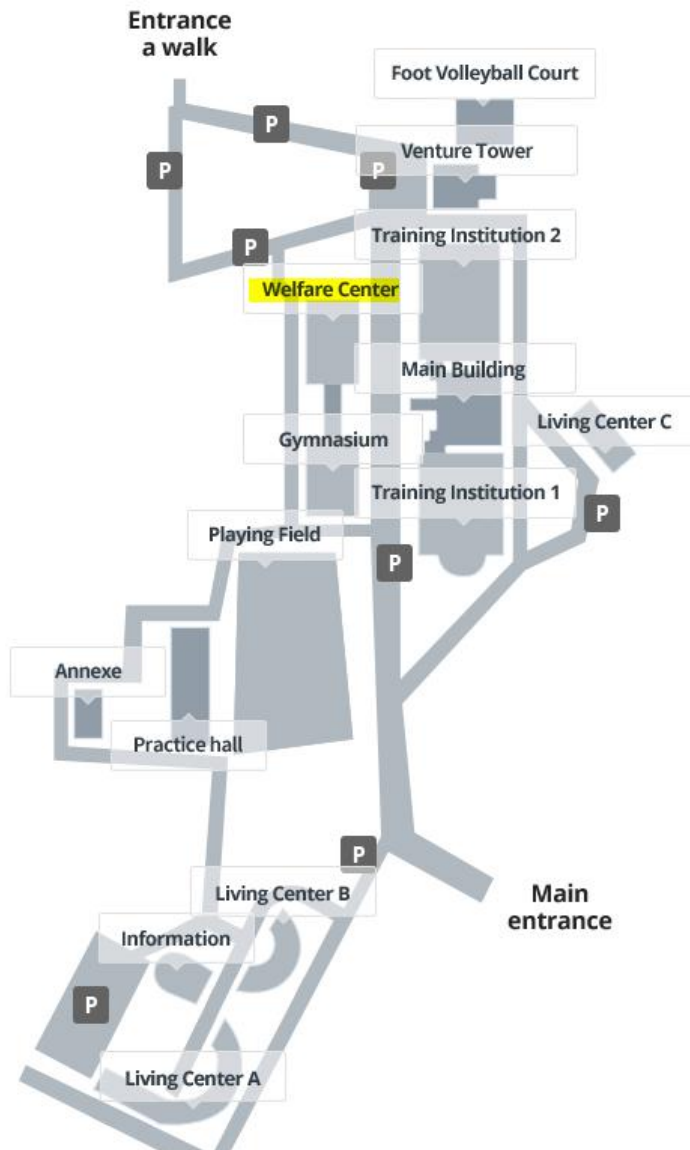 Entrance
a walk
Foot Volleyball Court
P
Venture Tower
P
P
Training Institution 2
P
Welfare Center
Main Building
Living Center C
Gymnasium
Training Institution 1
P
Playing Field
P
Annexe
Practice hall
P
Living Center B
Main
entrance
Information
P
Living Center A